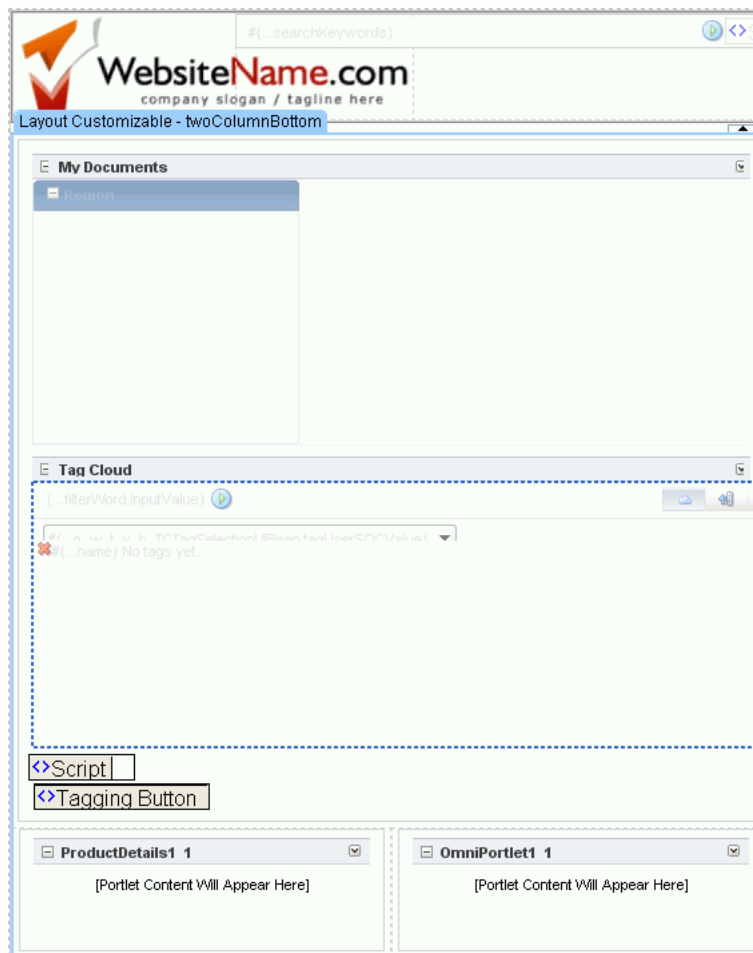 #{...searchKeywords}
<> S
WebsiteName.com
company slogan / tagline here
Layout Customizable - twoColumnBottom
My Documents
Region
Tag Cloud
{...filterWord.inputValue}
#{...name} No tags yet.
<>Script
<>Tagging Button
ProductDetails1 1
OmniPortlet1 1
[Portlet Content Will Appear Here]
[Portlet Content Will Appear Here]